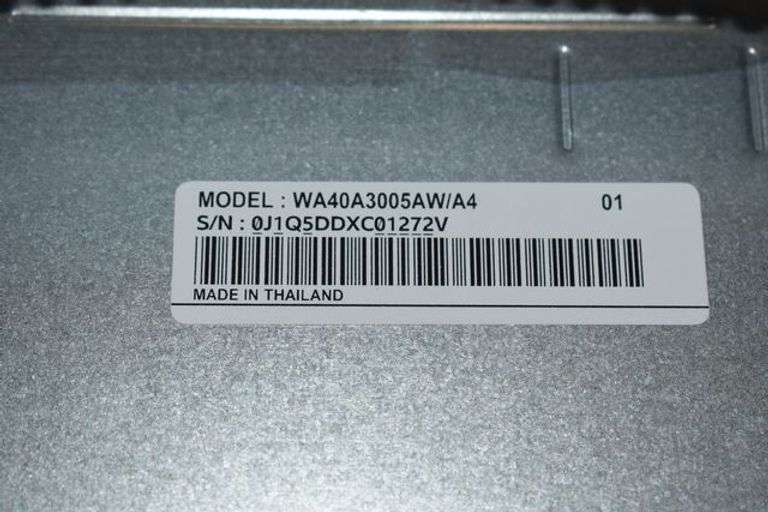 MODEL : WA40A3005AW/A4 01
S/N : 0J1Q5DDXC01272V
MADE IN THAILAND